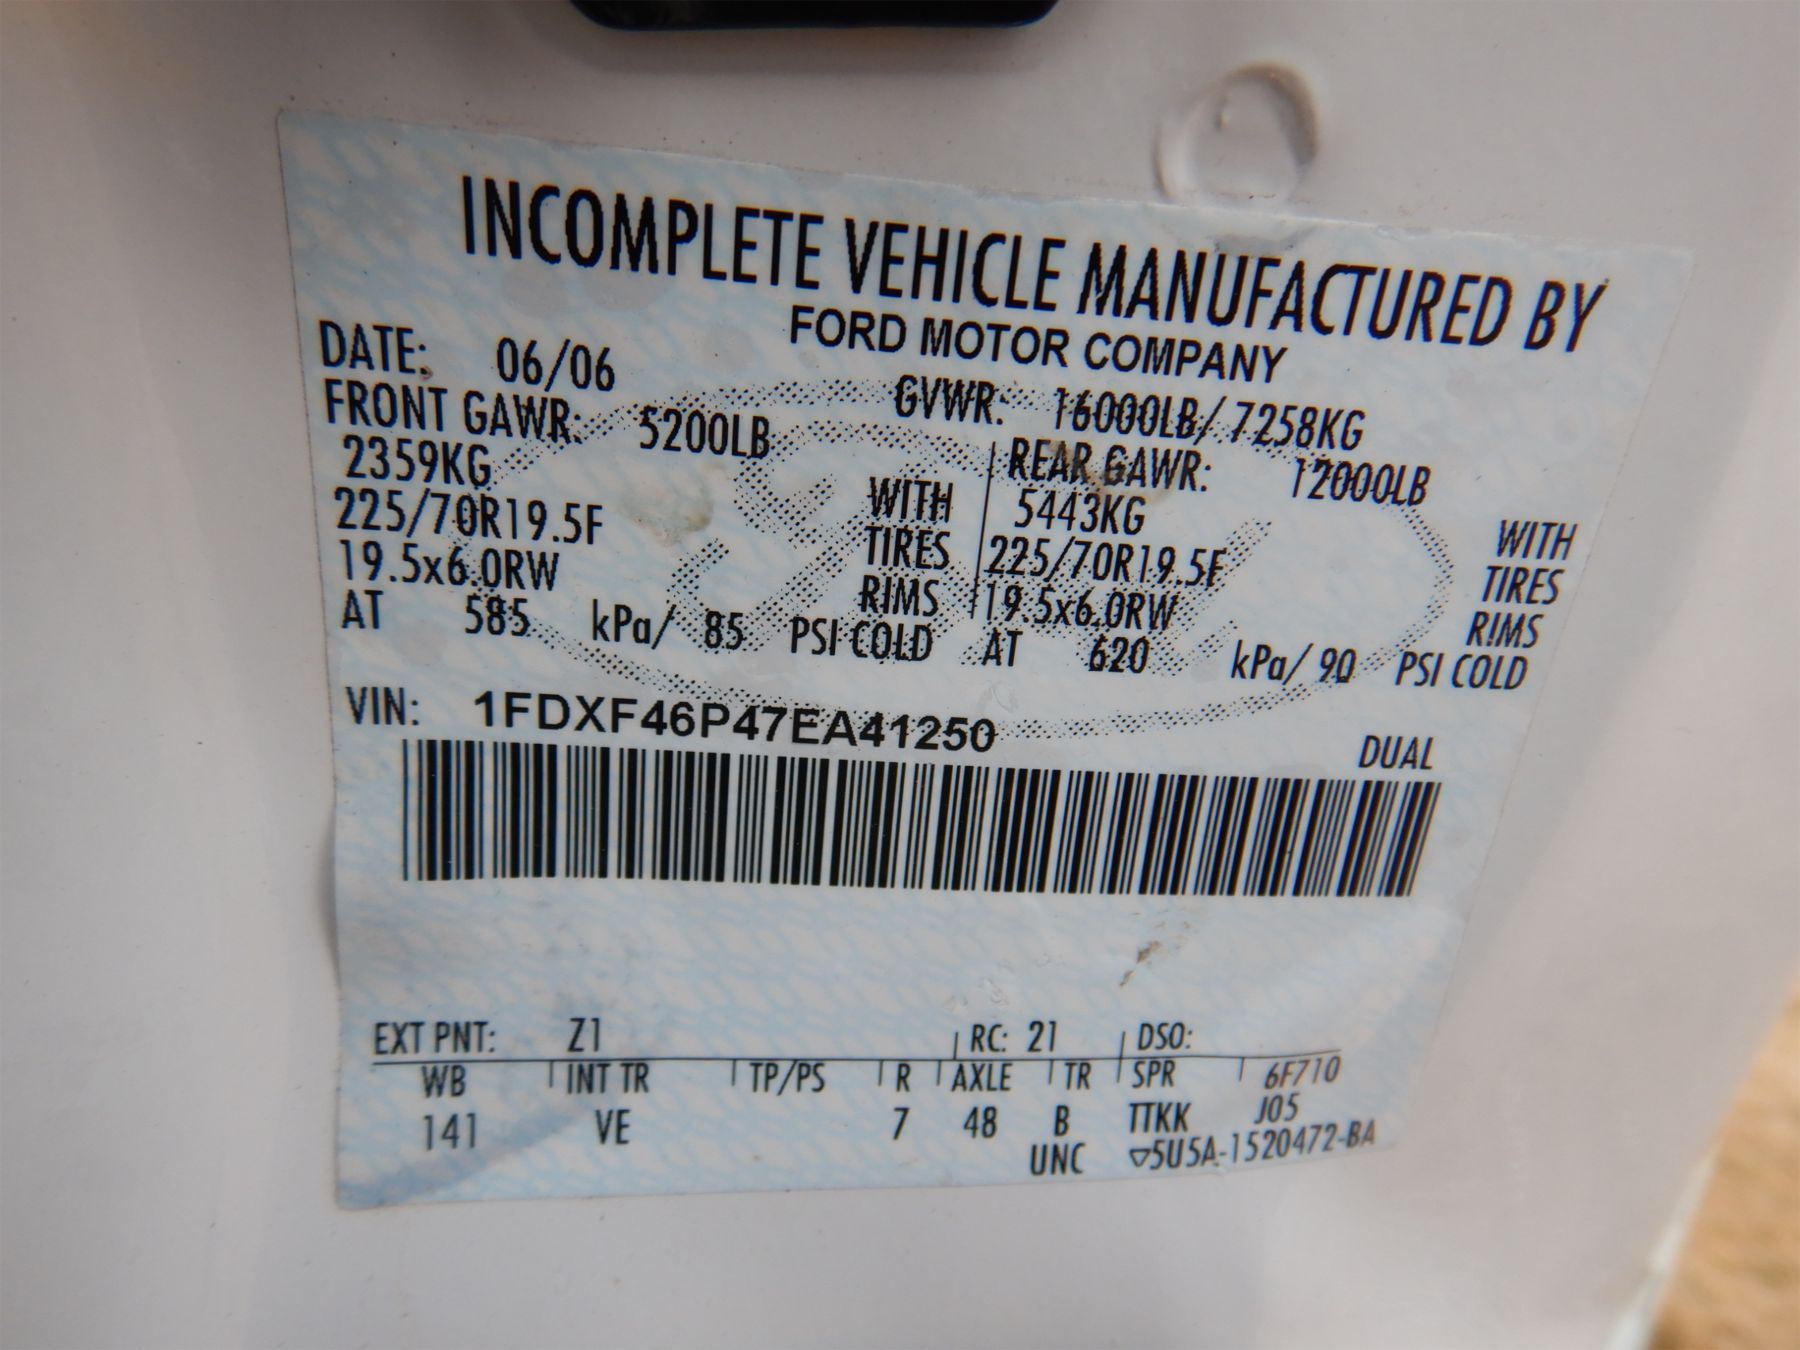 INCOMPLETE VEHICLE MANUFACTURED BY
FORD MOTOR COMPANY
DATE: 06/06 GVWR: 16000LB/ 7258KG
FRONT GAWR: 5200LB REAR GAWR: 12000LB
2359KG WITH 5443KG WITH
225/70R19.5F TIRES 225/70R19.5F TIRES
19.5x6.0RW RIMS 19.5x6.0RW RIMS
AT 585 kPa/ 85 PSI COLD AT 620 kPa/ 90 PSI COLD
VIN: 1FDXF46P47EA41250
DUAL
EXT PNT: Z1 RC: 21 DSO:
WB INT TR TP/PS R AXLE TR SPR 6F710
141 VE 7 48 B TTKK J05
UNC ▽5U5A-1520472-BA